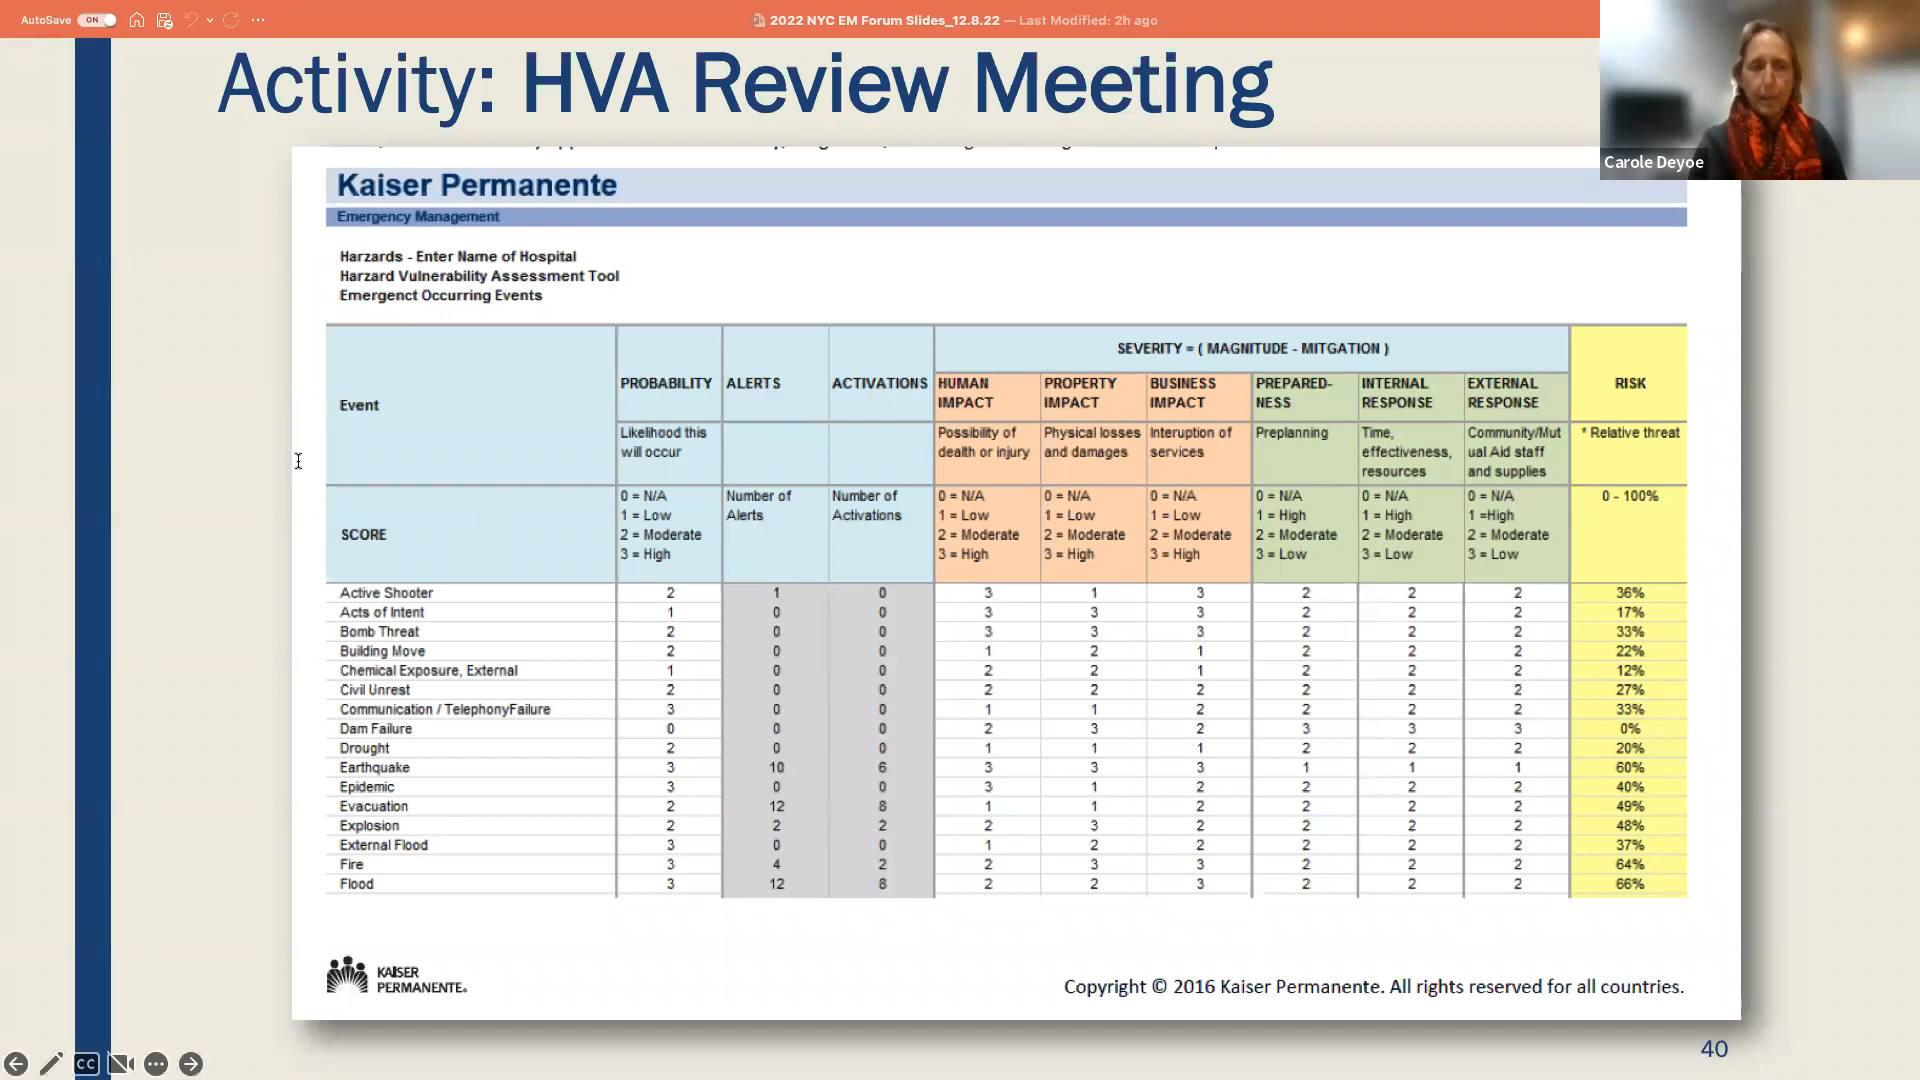 AutoSave ON
2022 NYC EM Forum Slides_12.8.22 — Last Modified: 2h ago
Activity: HVA Review Meeting
Carole Deyoe
Kaiser Permanente
Emergency Management
Harzards - Enter Name of Hospital
Harzard Vulnerability Assessment Tool
Emergenct Occurring Events
SEVERITY = ( MAGNITUDE - MITGATION )
Event PROBABILITY ALERTS ACTIVATIONS HUMAN IMPACT PROPERTY IMPACT BUSINESS IMPACT PREPARED-NESS INTERNAL RESPONSE EXTERNAL RESPONSE RISK
Likelihood this will occur Possibility of dealth or injury Physical losses and damages Interuption of services Preplanning Time, effectiveness, resources Community/Mutual Aid staff and supplies * Relative threat
SCORE
0 = N/A Number of Number of 0 = N/A 0 = N/A 0 = N/A 0 = N/A 0 = N/A 0 = N/A 0 - 100%
1 = Low Alerts Activations 1 = Low 1 = Low 1 = Low 1 = High 1 = High 1 =High
2 = Moderate 2 = Moderate 2 = Moderate 2 = Moderate 2 = Moderate 2 = Moderate 2 = Moderate
3 = High 3 = High 3 = High 3 = High 3 = Low 3 = Low 3 = Low
Active Shooter 2 1 0 3 1 3 2 2 2 36%
Acts of Intent 1 0 0 3 3 3 2 2 2 17%
Bomb Threat 2 0 0 3 3 3 2 2 2 33%
Building Move 2 0 0 1 2 1 2 2 2 22%
Chemical Exposure, External 1 0 0 2 2 1 2 2 2 12%
Civil Unrest 2 0 0 2 2 2 2 2 2 27%
Communication / TelephonyFailure 3 0 0 1 1 2 2 2 2 33%
Dam Failure 0 0 0 2 3 2 3 3 3 0%
Drought 2 0 0 1 1 1 2 2 2 20%
Earthquake 3 10 6 3 3 3 1 1 1 60%
Epidemic 3 0 0 3 1 2 2 2 2 40%
Evacuation 2 12 8 1 1 2 2 2 2 49%
Explosion 2 2 2 2 3 2 2 2 2 48%
External Flood 3 0 0 1 2 2 2 2 2 37%
Fire 3 4 2 2 3 3 2 2 2 64%
Flood 3 12 8 2 2 3 2 2 2 66%
KAISER
PERMANENTE®
Copyright © 2016 Kaiser Permanente. All rights reserved for all countries.
40
CC